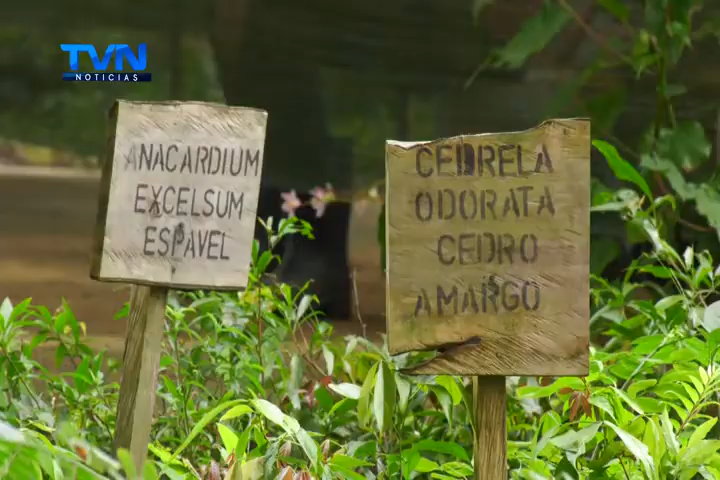 TVN
NOTICIAS
ANACARDIUM
EXCELSUM
ESPAVEL
CEDRELA
ODORATA
CEDRO
AMARGO